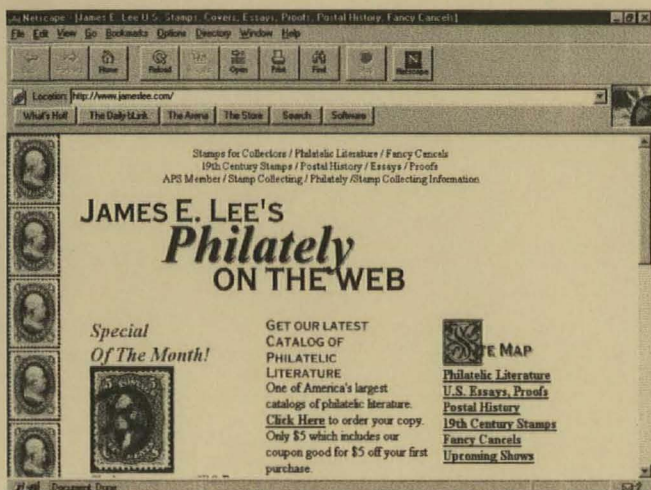 Netscape - [James E. Lee U.S. Stamps, Covers, Essays, Proofs, Postal History, Fancy Cancels]
File Edit View Go Bookmarks Options Directory Window Help
Home Reload Open Print Find Netscape
Location: http://www.jameslee.com/
What's Hot! The Daily bLink The Arena The Store Search Software
Stamps for Collectors / Philatelic Literature / Fancy Cancels
19th Century Stamps / Postal History / Essays / Proofs
APS Member / Stamp Collecting / Philately /Stamp Collecting Information
JAMES E. LEE'S
Philately
ON THE WEB
Special
Of The Month!
GET OUR LATEST
CATALOG OF
PHILATELIC
LITERATURE
One of America's largest
catalogs of philatelic literature.
Click Here to order your copy.
Only $5 which includes our
coupon good for $5 off your first
purchase.
SITE MAP
Philatelic Literature
U.S. Essays, Proofs
Postal History
19th Century Stamps
Fancy Cancels
Upcoming Shows
Document Done